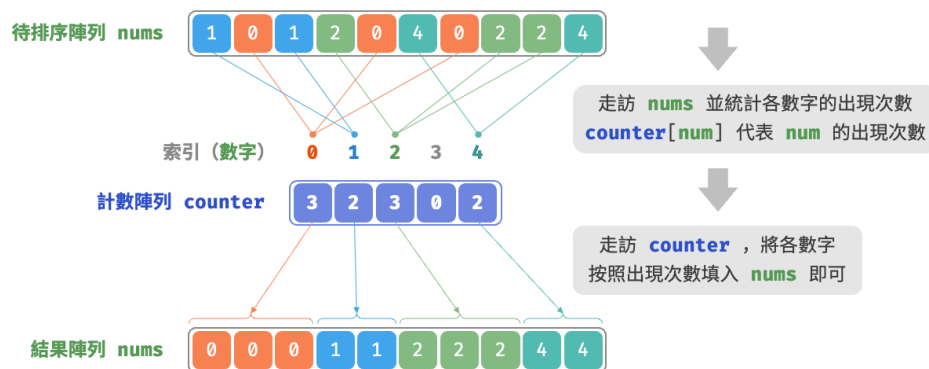 待排序陣列 nums
1 0 1 2 0 4 0 2 2 4
走訪 nums 並統計各數字的出現次數
counter[num] 代表 num 的出現次數
索引（數字） 0 1 2 3 4
計數陣列 counter 3 2 3 0 2
走訪 counter ，將各數字
按照出現次數填入 nums 即可
結果陣列 nums 0 0 0 1 1 2 2 2 4 4